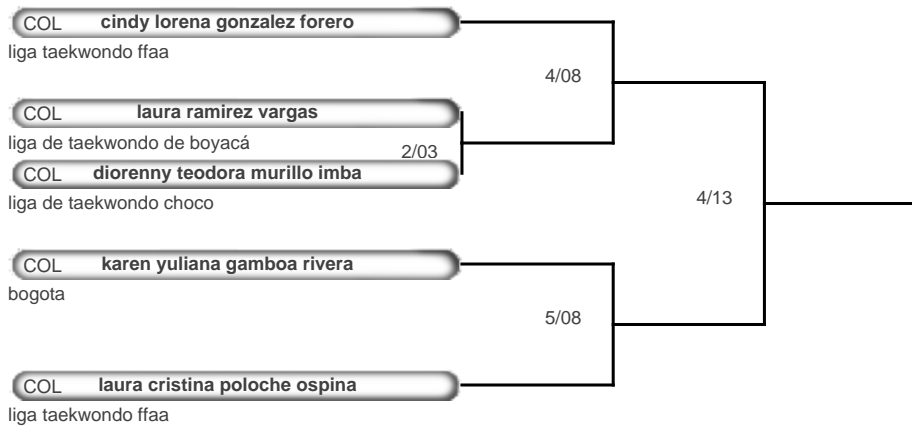 COL cindy lorena gonzalez forero
liga taekwondo ffaa
4/08
COL laura ramirez vargas
liga de taekwondo de boyacá
2/03
COL diorenny teodora murillo imba
liga de taekwondo choco
4/13
COL karen yuliana gamboa rivera
bogota
5/08
COL laura cristina poloche ospina
liga taekwondo ffaa